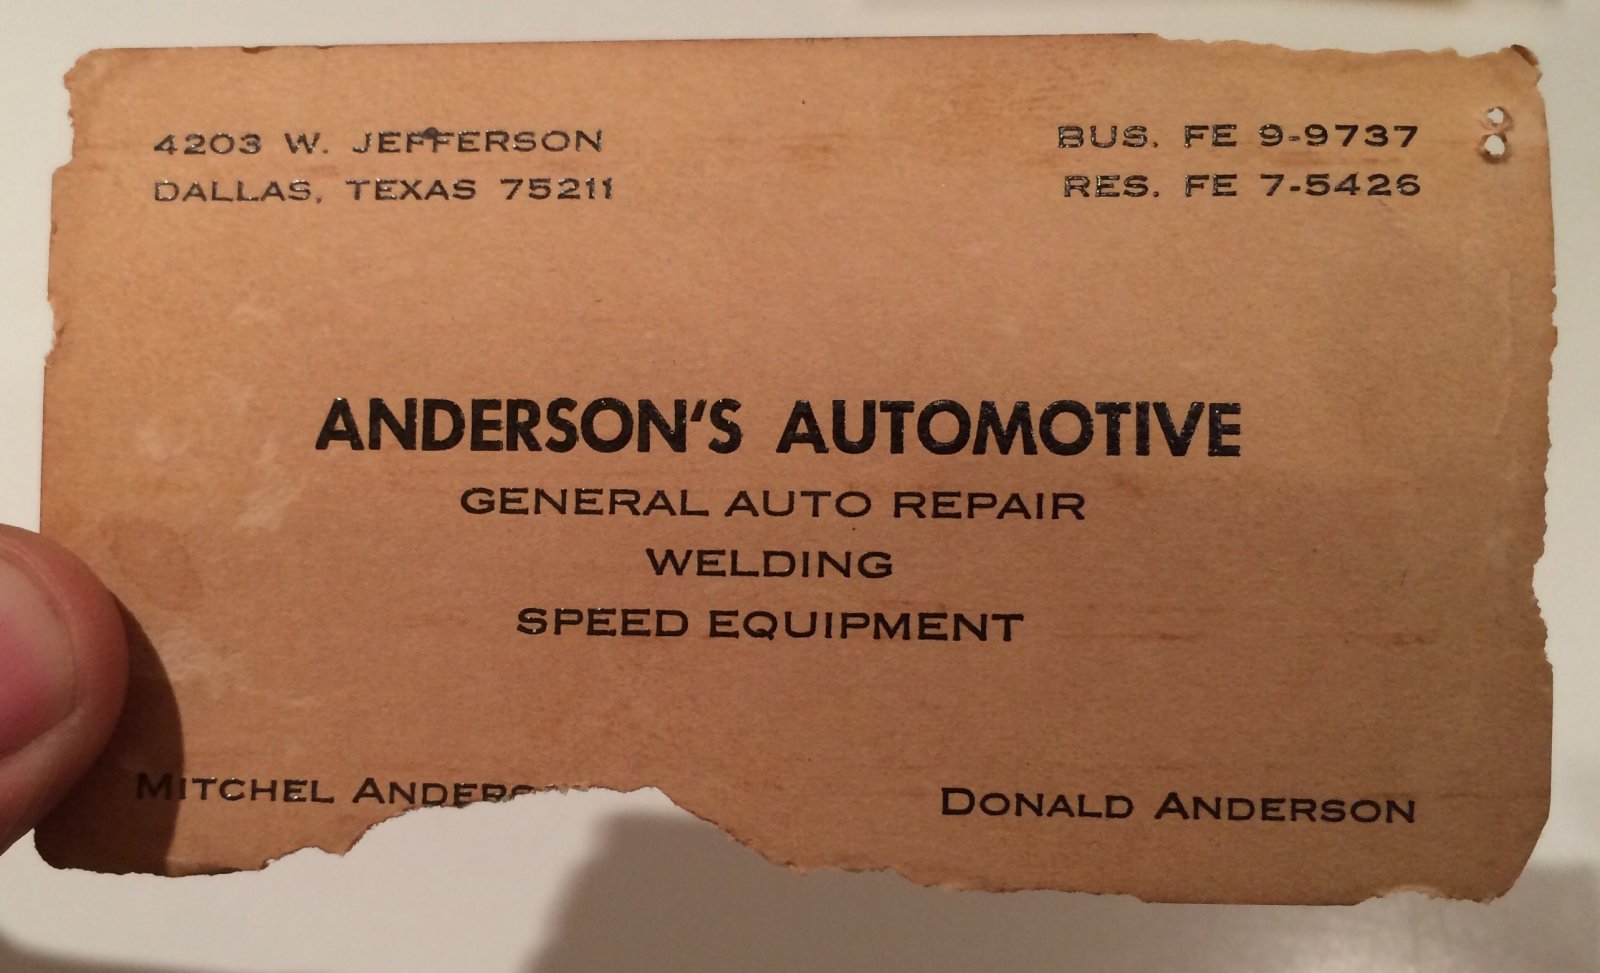 4203 W. JEFFERSON
DALLAS, TEXAS 75211
BUS. FE 9-9737
RES. FE 7-5426
ANDERSON'S AUTOMOTIVE
GENERAL AUTO REPAIR
WELDING
SPEED EQUIPMENT
MITCHEL
DONALD ANDERSON